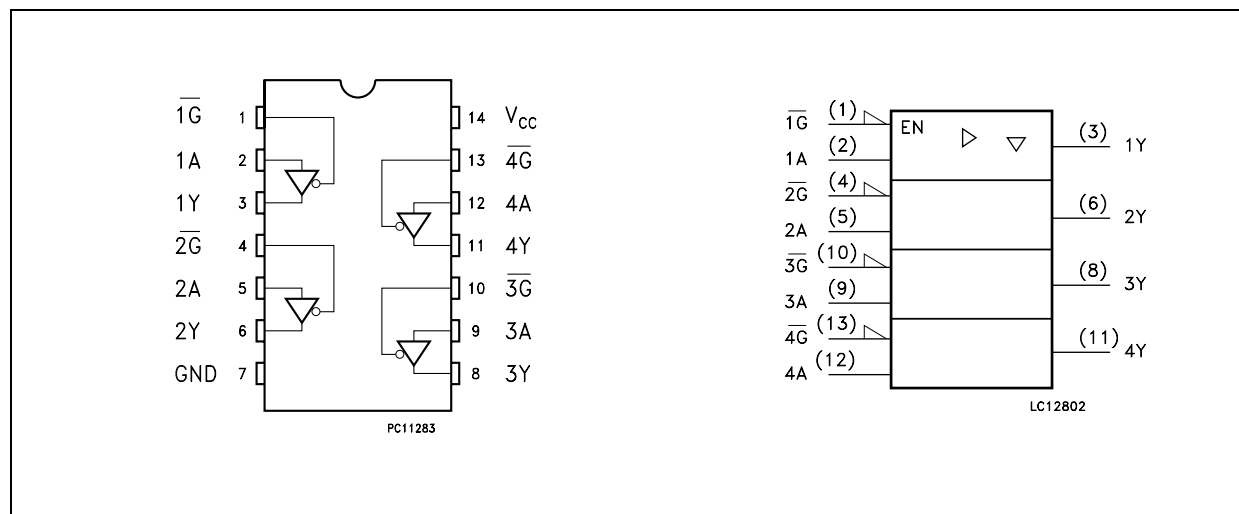 1G̅ 1 14 VCC
1A 2 13 4G̅
1Y 3 12 4A
2G̅ 4 11 4Y
2A 5 10 3G̅
2Y 6 9 3A
GND 7 8 3Y
PC11283
1G̅ (1) EN (3) 1Y
1A (2)
2G̅ (4) (6) 2Y
2A (5)
3G̅ (10) (8) 3Y
3A (9)
4G̅ (13) (11) 4Y
4A (12)
LC12802